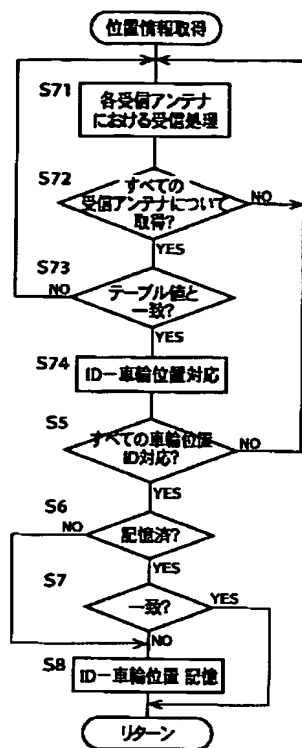 位置情報取得
S71
各受信アンテナ
における受信処理
S72
すべての
受信アンテナについて
取得?
NO
YES
S73
テーブル値と
一致?
NO
YES
S74
ID－車輪位置対応
S5
すべての車輪位置
ID対応?
NO
YES
S6
記憶済?
NO
YES
S7
一致?
YES
NO
S8
ID－車輪位置 記憶
リターン